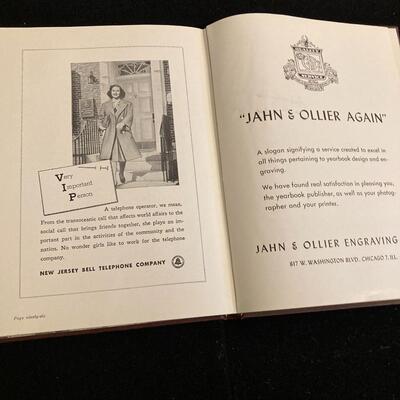 Very
Important
Person
A telephone operator, we mean.
From the transoceanic call that affects world affairs to the
social call that brings friends together, she plays an im-
portant part in the activities of the community and the
nation. No wonder girls like to work for the telephone
company.
NEW JERSEY BELL TELEPHONE COMPANY
Page ninety-six
QUALITY
SERVICE
"JAHN & OLLIER AGAIN"
A slogan signifying a service created to excel in
all things pertaining to yearbook design and en-
graving.
We have found real satisfaction in pleasing you,
the yearbook publisher, as well as your photog-
rapher and your printer.
JAHN & OLLIER ENGRAVING
817 W. WASHINGTON BLVD., CHICAGO 7, ILL.